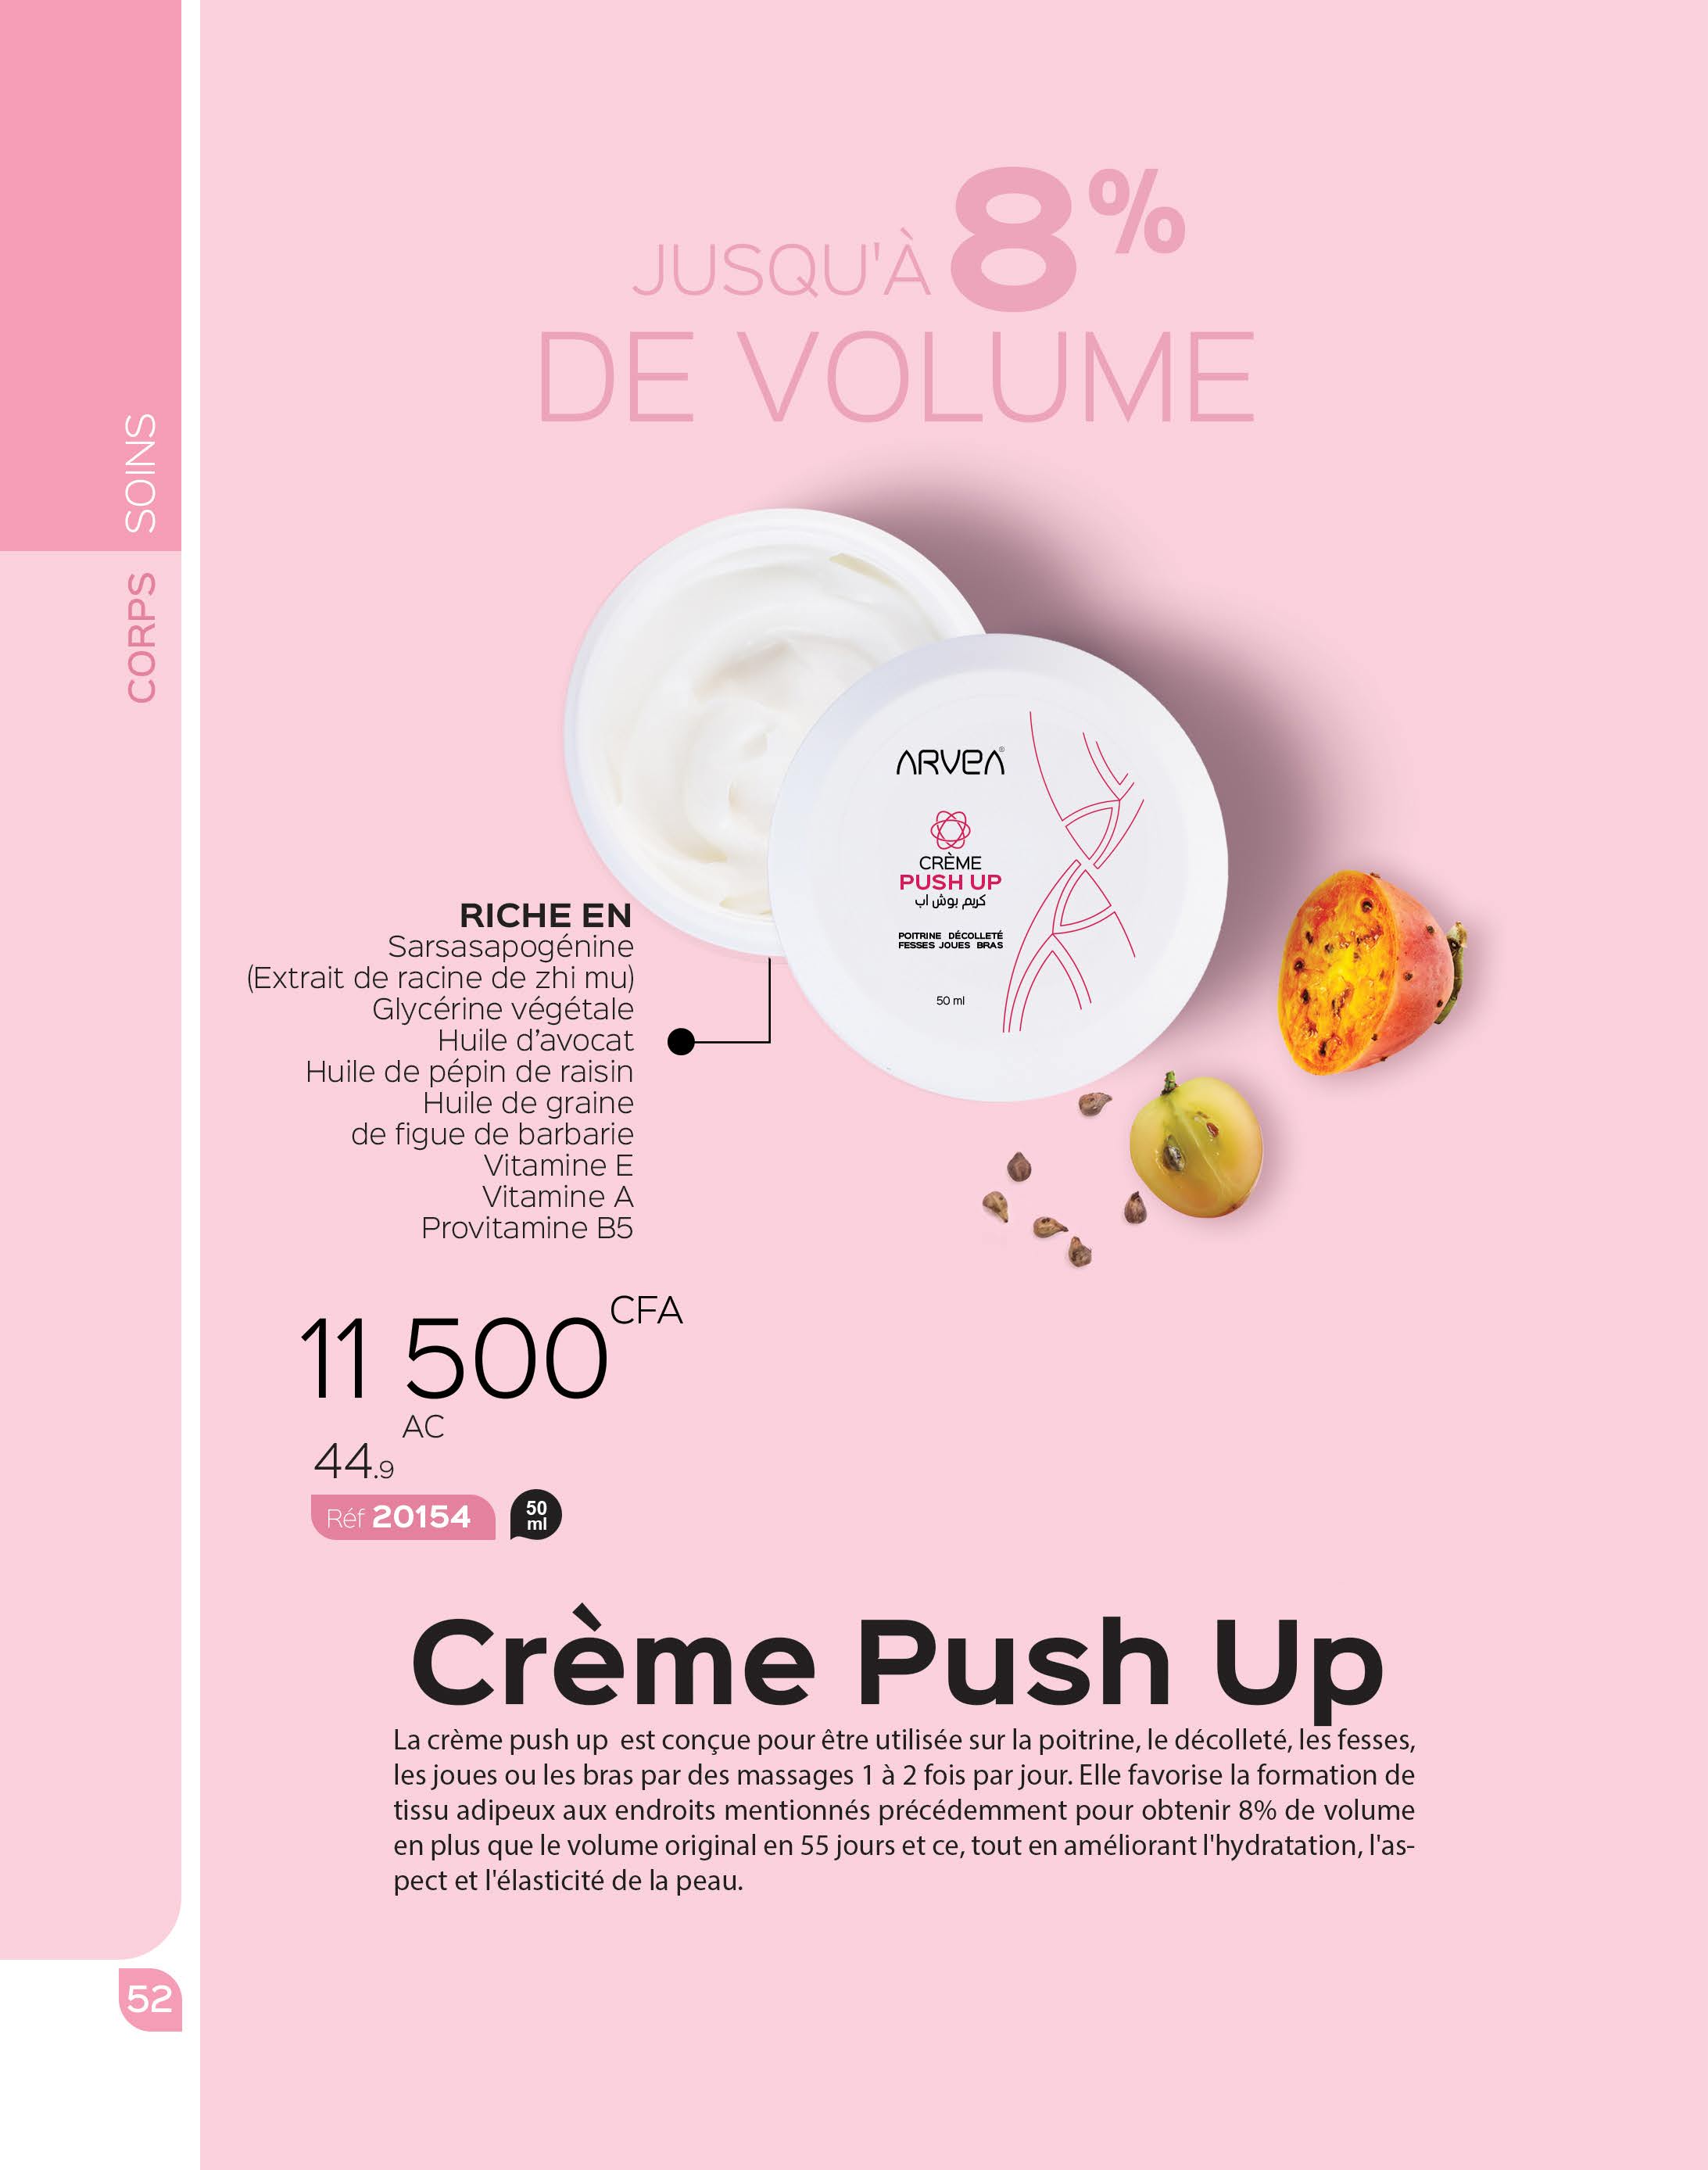 SOINS
CORPS
JUSQU'À 8%
DE VOLUME
ARVEA®
CRÈME
PUSH UP
كريم بوش اب
POITRINE DÉCOLLETÉ
FESSES JOUES BRAS
50 ml
RICHE EN
Sarsasapogénine
(Extrait de racine de zhi mu)
Glycérine végétale
Huile d’avocat
Huile de pépin de raisin
Huile de graine
de figue de barbarie
Vitamine E
Vitamine A
Provitamine B5
11 500 CFA
AC
44.9
Réf 20154
50
ml
Crème Push Up
La crème push up est conçue pour être utilisée sur la poitrine, le décolleté, les fesses,
les joues ou les bras par des massages 1 à 2 fois par jour. Elle favorise la formation de
tissu adipeux aux endroits mentionnés précédemment pour obtenir 8% de volume
en plus que le volume original en 55 jours et ce, tout en améliorant l'hydratation, l'as-
pect et l'élasticité de la peau.
52